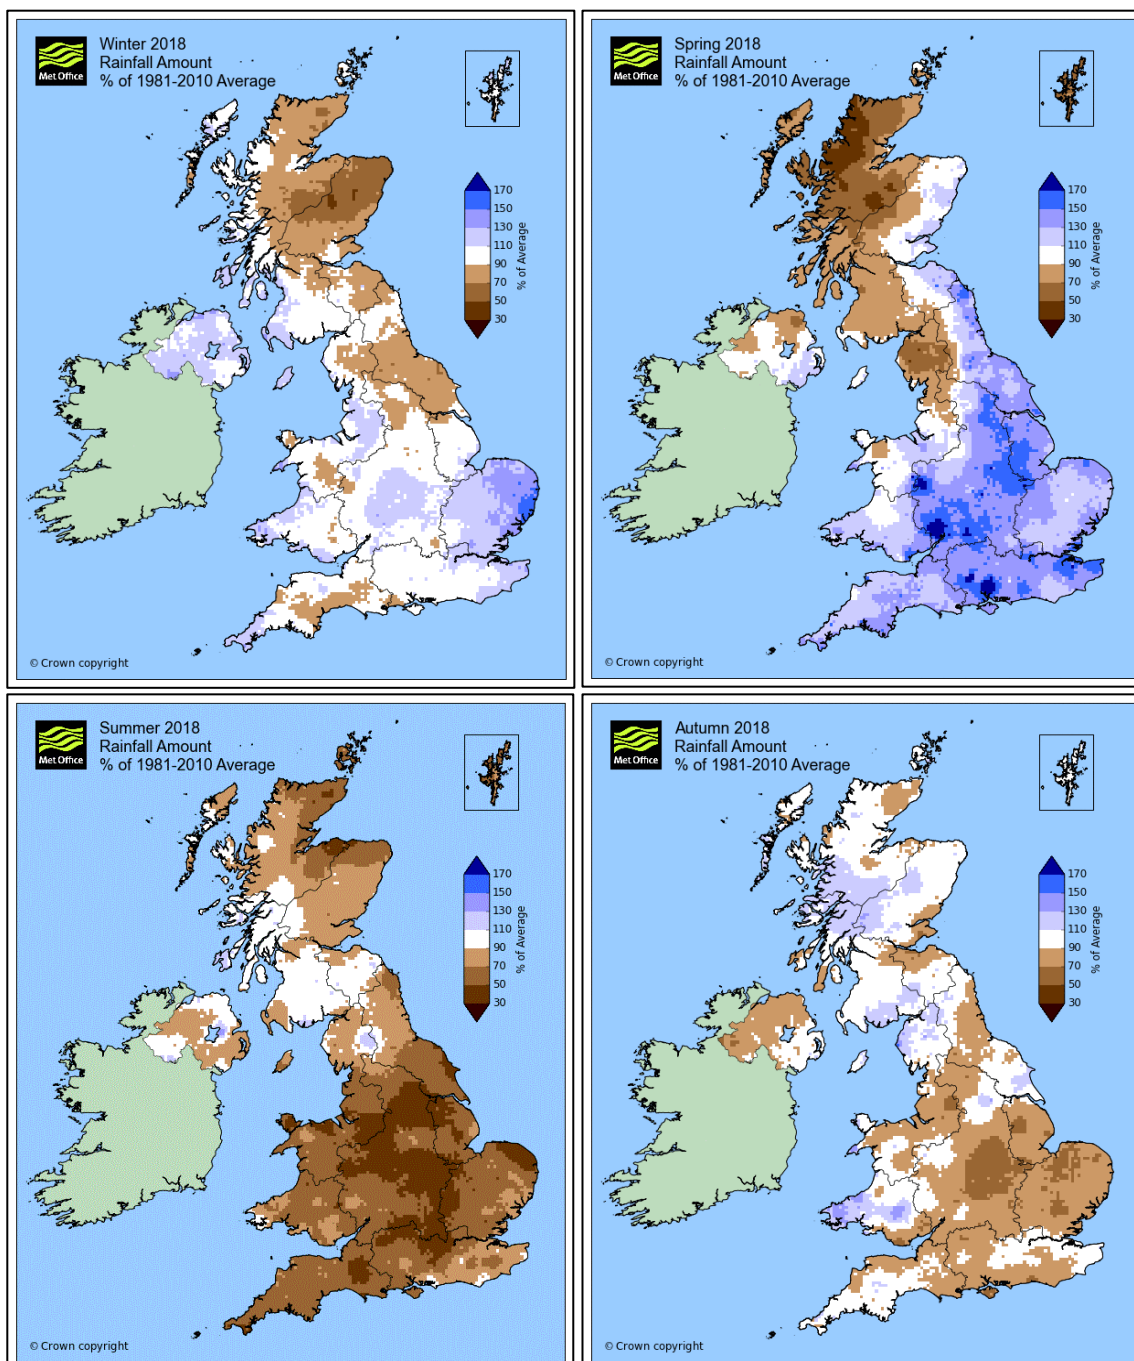 Met Office
Winter 2018
Rainfall Amount
% of 1981-2010 Average
170
150
130
110
90
70
50
30
% of Average
© Crown copyright
Met Office
Spring 2018
Rainfall Amount
% of 1981-2010 Average
170
150
130
110
90
70
50
30
% of Average
© Crown copyright
Met Office
Summer 2018
Rainfall Amount
% of 1981-2010 Average
170
150
130
110
90
70
50
30
% of Average
© Crown copyright
Met Office
Autumn 2018
Rainfall Amount
% of 1981-2010 Average
170
150
130
110
90
70
50
30
% of Average
© Crown copyright